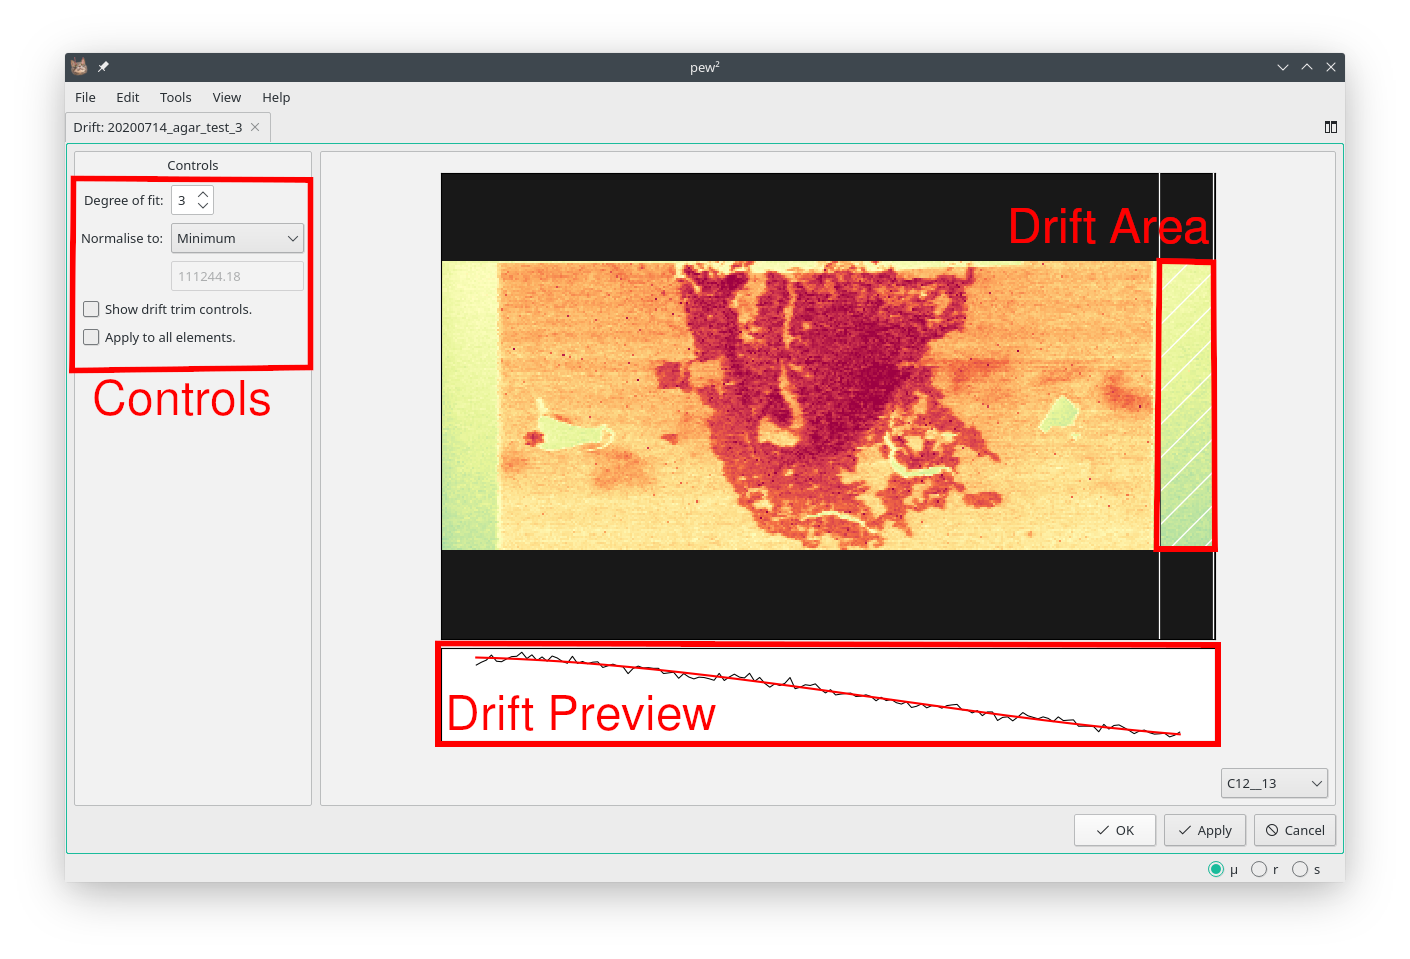 pew²
File Edit Tools View Help
Drift: 20200714_agar_test_3
Controls
Degree of fit: 3
Normalise to: Minimum
111244.18
Show drift trim controls.
Apply to all elements.
Controls
Drift Area
Drift Preview
C12__13
OK Apply Cancel
µ r s